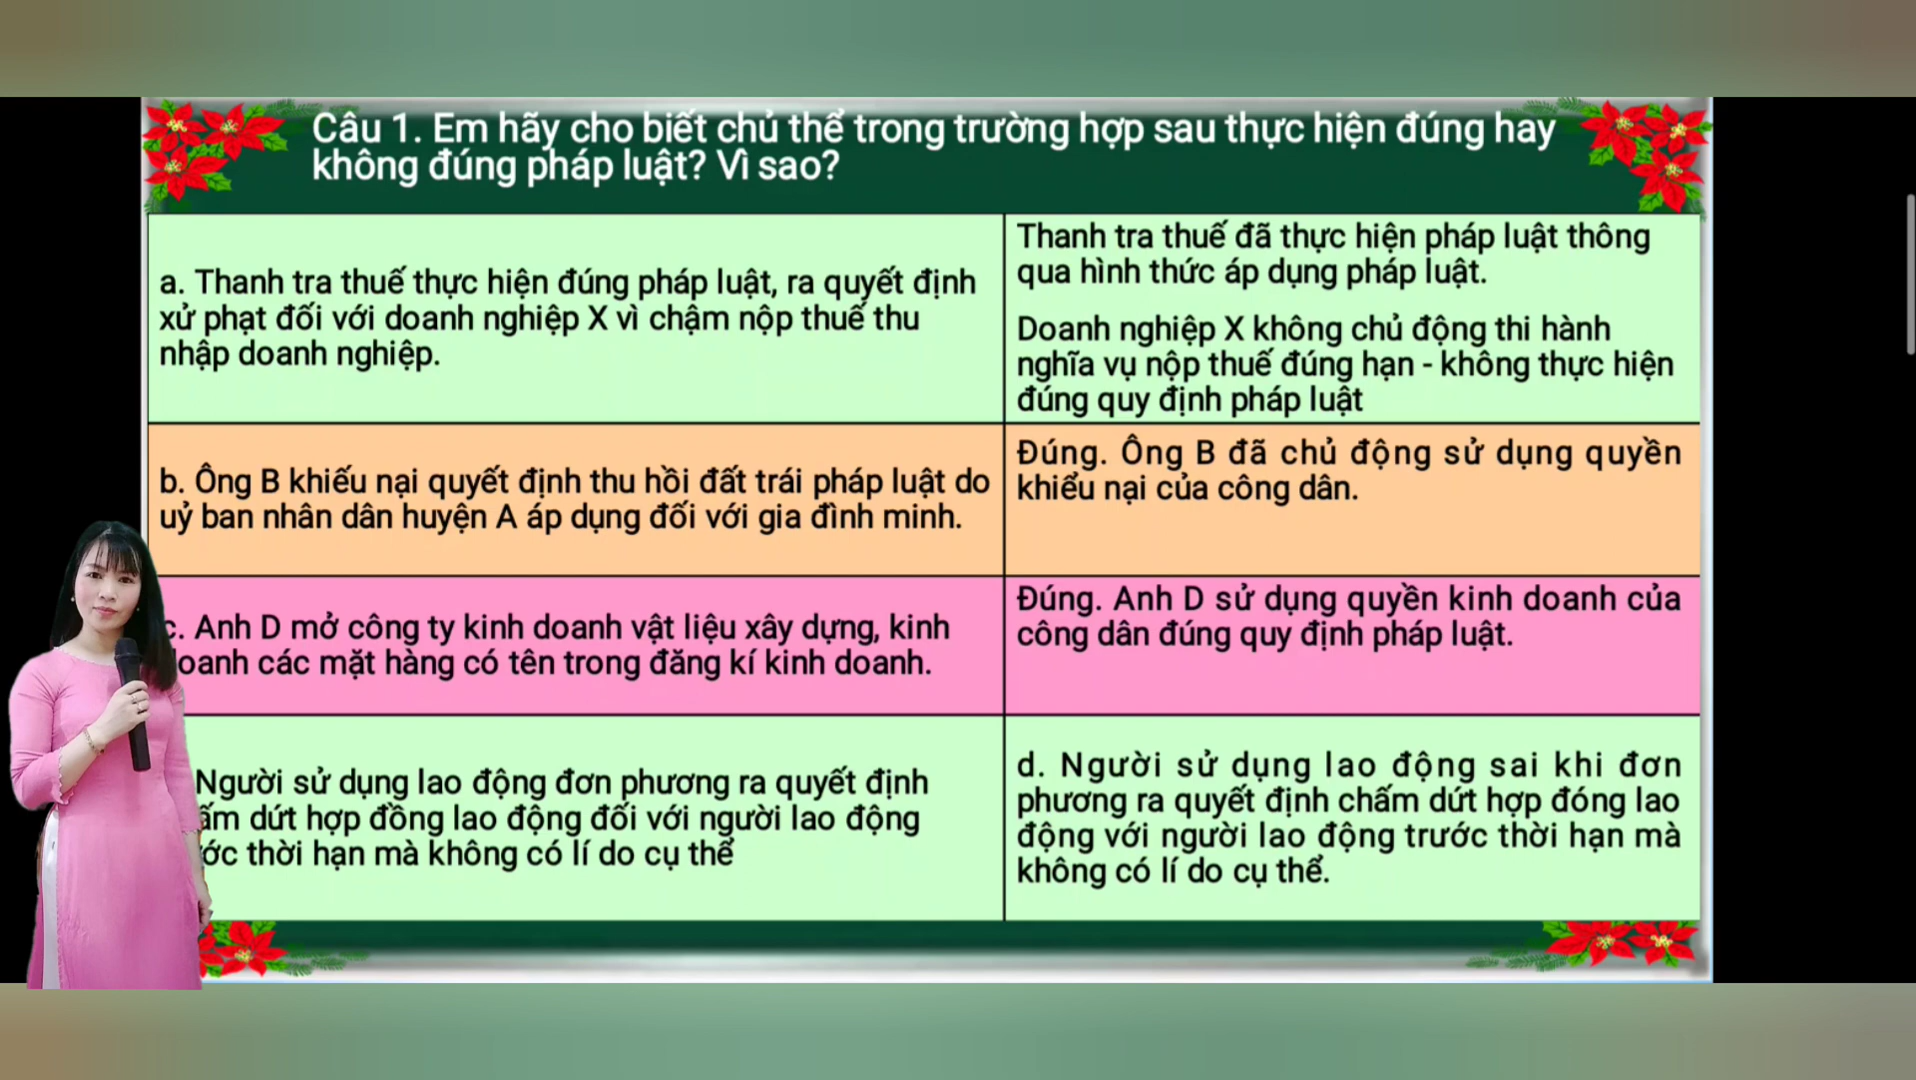 Câu 1. Em hãy cho biết chủ thể trong trường hợp sau thực hiện đúng hay
không đúng pháp luật? Vì sao?
a. Thanh tra thuế thực hiện đúng pháp luật, ra quyết định
xử phạt đối với doanh nghiệp X vì chậm nộp thuế thu
nhập doanh nghiệp.
Thanh tra thuế đã thực hiện pháp luật thông
qua hình thức áp dụng pháp luật.
Doanh nghiệp X không chủ động thi hành
nghĩa vụ nộp thuế đúng hạn - không thực hiện
đúng quy định pháp luật
b. Ông B khiếu nại quyết định thu hồi đất trái pháp luật do
uỷ ban nhân dân huyện A áp dụng đối với gia đình minh.
Đúng. Ông B đã chủ động sử dụng quyền
khiểu nại của công dân.
c. Anh D mở công ty kinh doanh vật liệu xây dựng, kinh
oanh các mặt hàng có tên trong đăng kí kinh doanh.
Đúng. Anh D sử dụng quyền kinh doanh của
công dân đúng quy định pháp luật.
Người sử dụng lao động đơn phương ra quyết định
ấm dứt hợp đồng lao động đối với người lao động
ớc thời hạn mà không có lí do cụ thể
d. Người sử dụng lao động sai khi đơn
phương ra quyết định chấm dứt hợp đóng lao
động với người lao động trước thời hạn mà
không có lí do cụ thể.